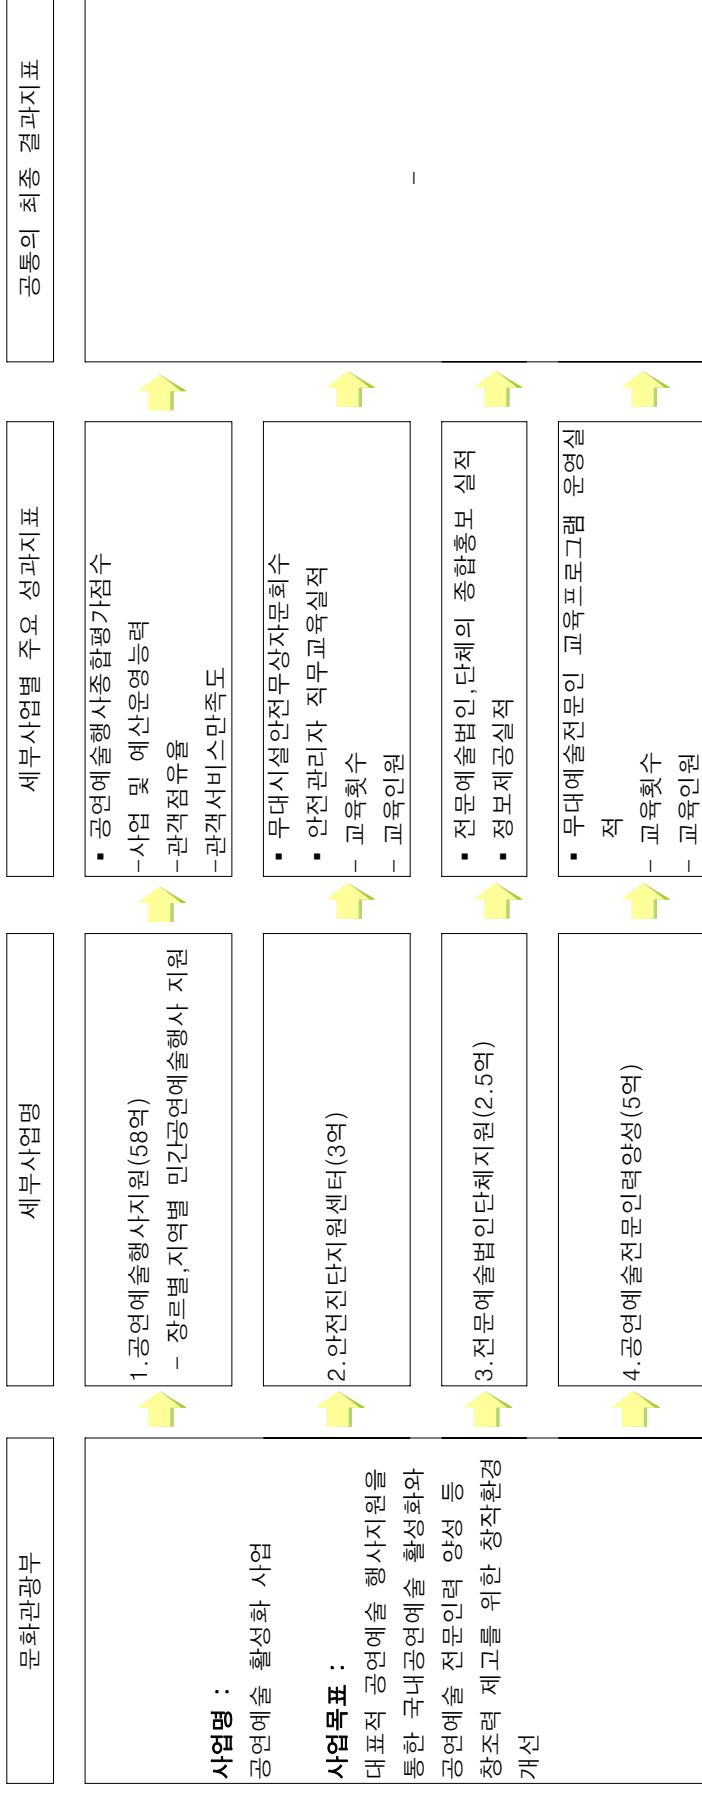 문화관광부
세부사업명
세부사업별 주요 성과지표
공통의 최종 결과지표
사업명 :
공연예술 활성화 사업
사업목표 :
대표적 공연예술 행사지원을
통한 국내공연예술 활성화와
공연예술 전문인력 양성 등
창조력 제고를 위한 창작환경
개선
1.공연예술행사지원(58억)
- 장르별,지역별 민간공연예술행사 지원
▪ 공연예술행사종합평가점수
-사업 및 예산운영능력
-관객점유율
-관객서비스만족도
2.안전진단지원센터(3억)
▪ 무대시설안전무상자문회수
▪ 안전관리자 직무교육실적
- 교육횟수
- 교육인원
3.전문예술법인단체지원(2.5억)
▪ 전문예술법인,단체의 종합홍보 실적
▪ 정보제공실적
4.공연예술전문인력양성(5억)
▪ 무대예술전문인 교육프로그램 운영실
적
- 교육횟수
- 교육인원
-